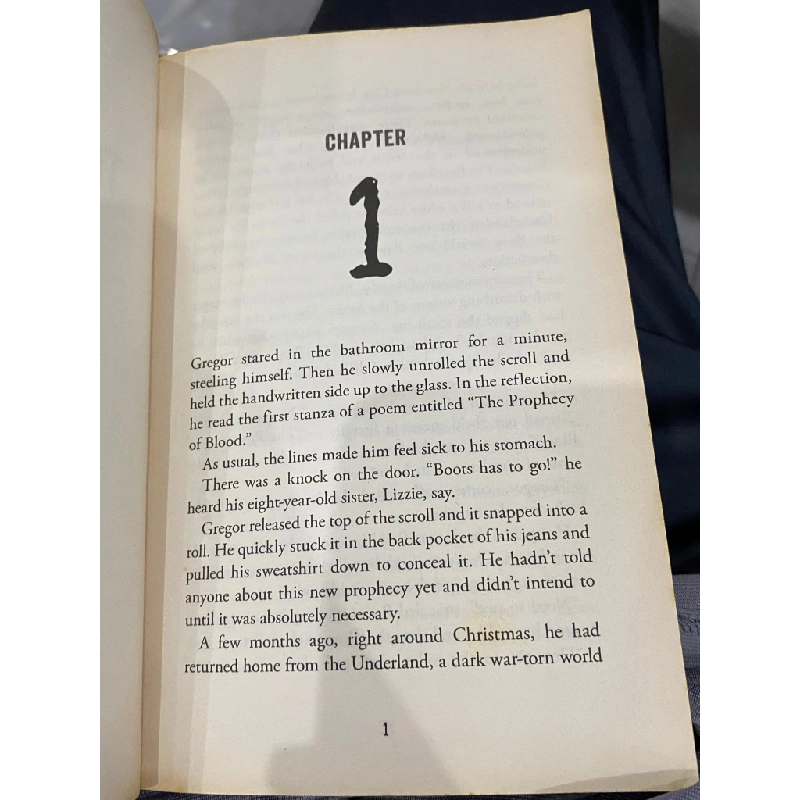 CHAPTER
1
Gregor stared in the bathroom mirror for a minute,
steeling himself. Then he slowly unrolled the scroll and
held the handwritten side up to the glass. In the reflection,
he read the first stanza of a poem entitled “The Prophecy
of Blood.”
As usual, the lines made him feel sick to his stomach.
There was a knock on the door. “Boots has to go!” he
heard his eight-year-old sister, Lizzie, say.
Gregor released the top of the scroll and it snapped into a
roll. He quickly stuck it in the back pocket of his jeans and
pulled his sweatshirt down to conceal it. He hadn’t told
anyone about this new prophecy yet and didn’t intend to
until it was absolutely necessary.
A few months ago, right around Christmas, he had
returned home from the Underland, a dark war-torn world
1